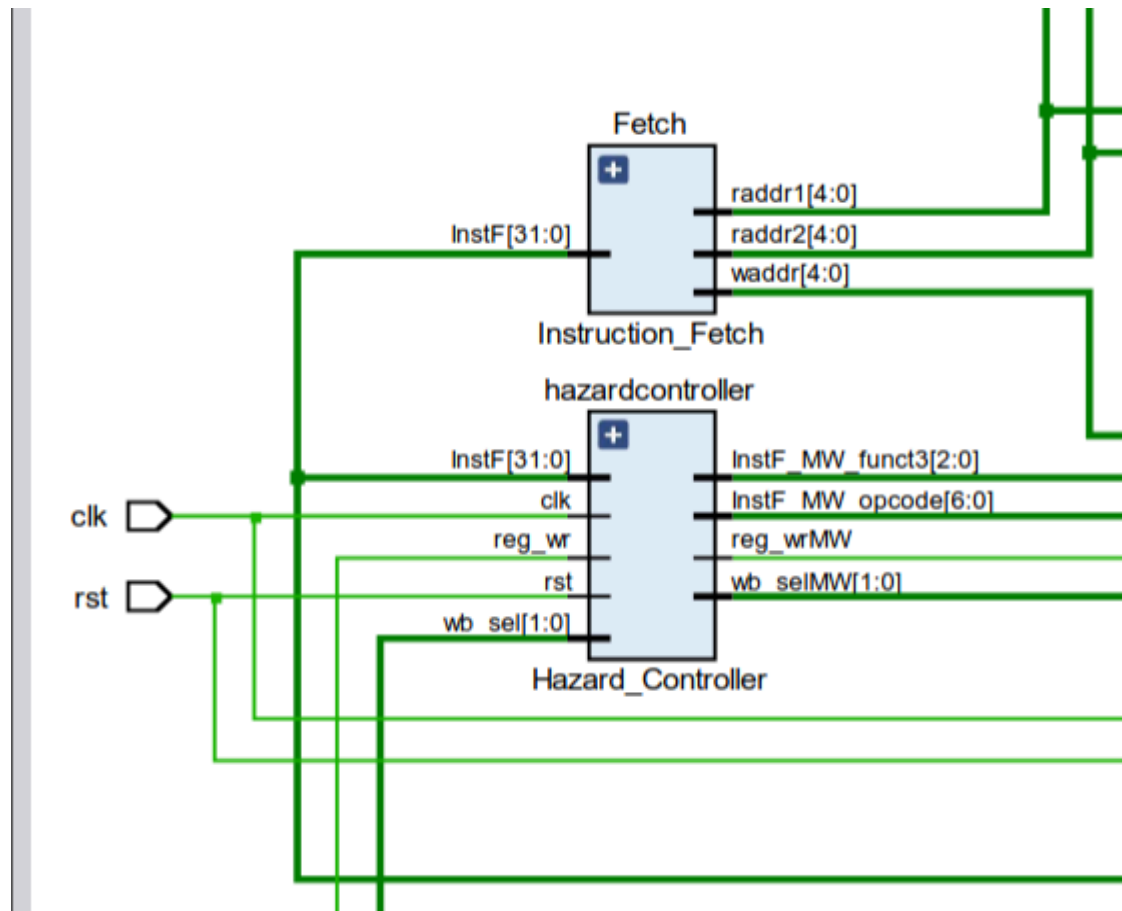 Fetch
raddr1[4:0]
InstF[31:0]
raddr2[4:0]
waddr[4:0]
Instruction_Fetch
hazardcontroller
InstF[31:0]
InstF_MW_funct3[2:0]
clk
clk
InstF_MW_opcode[6:0]
reg_wr
reg_wrMW
rst
rst
wb_selMW[1:0]
wb_sel[1:0]
Hazard_Controller